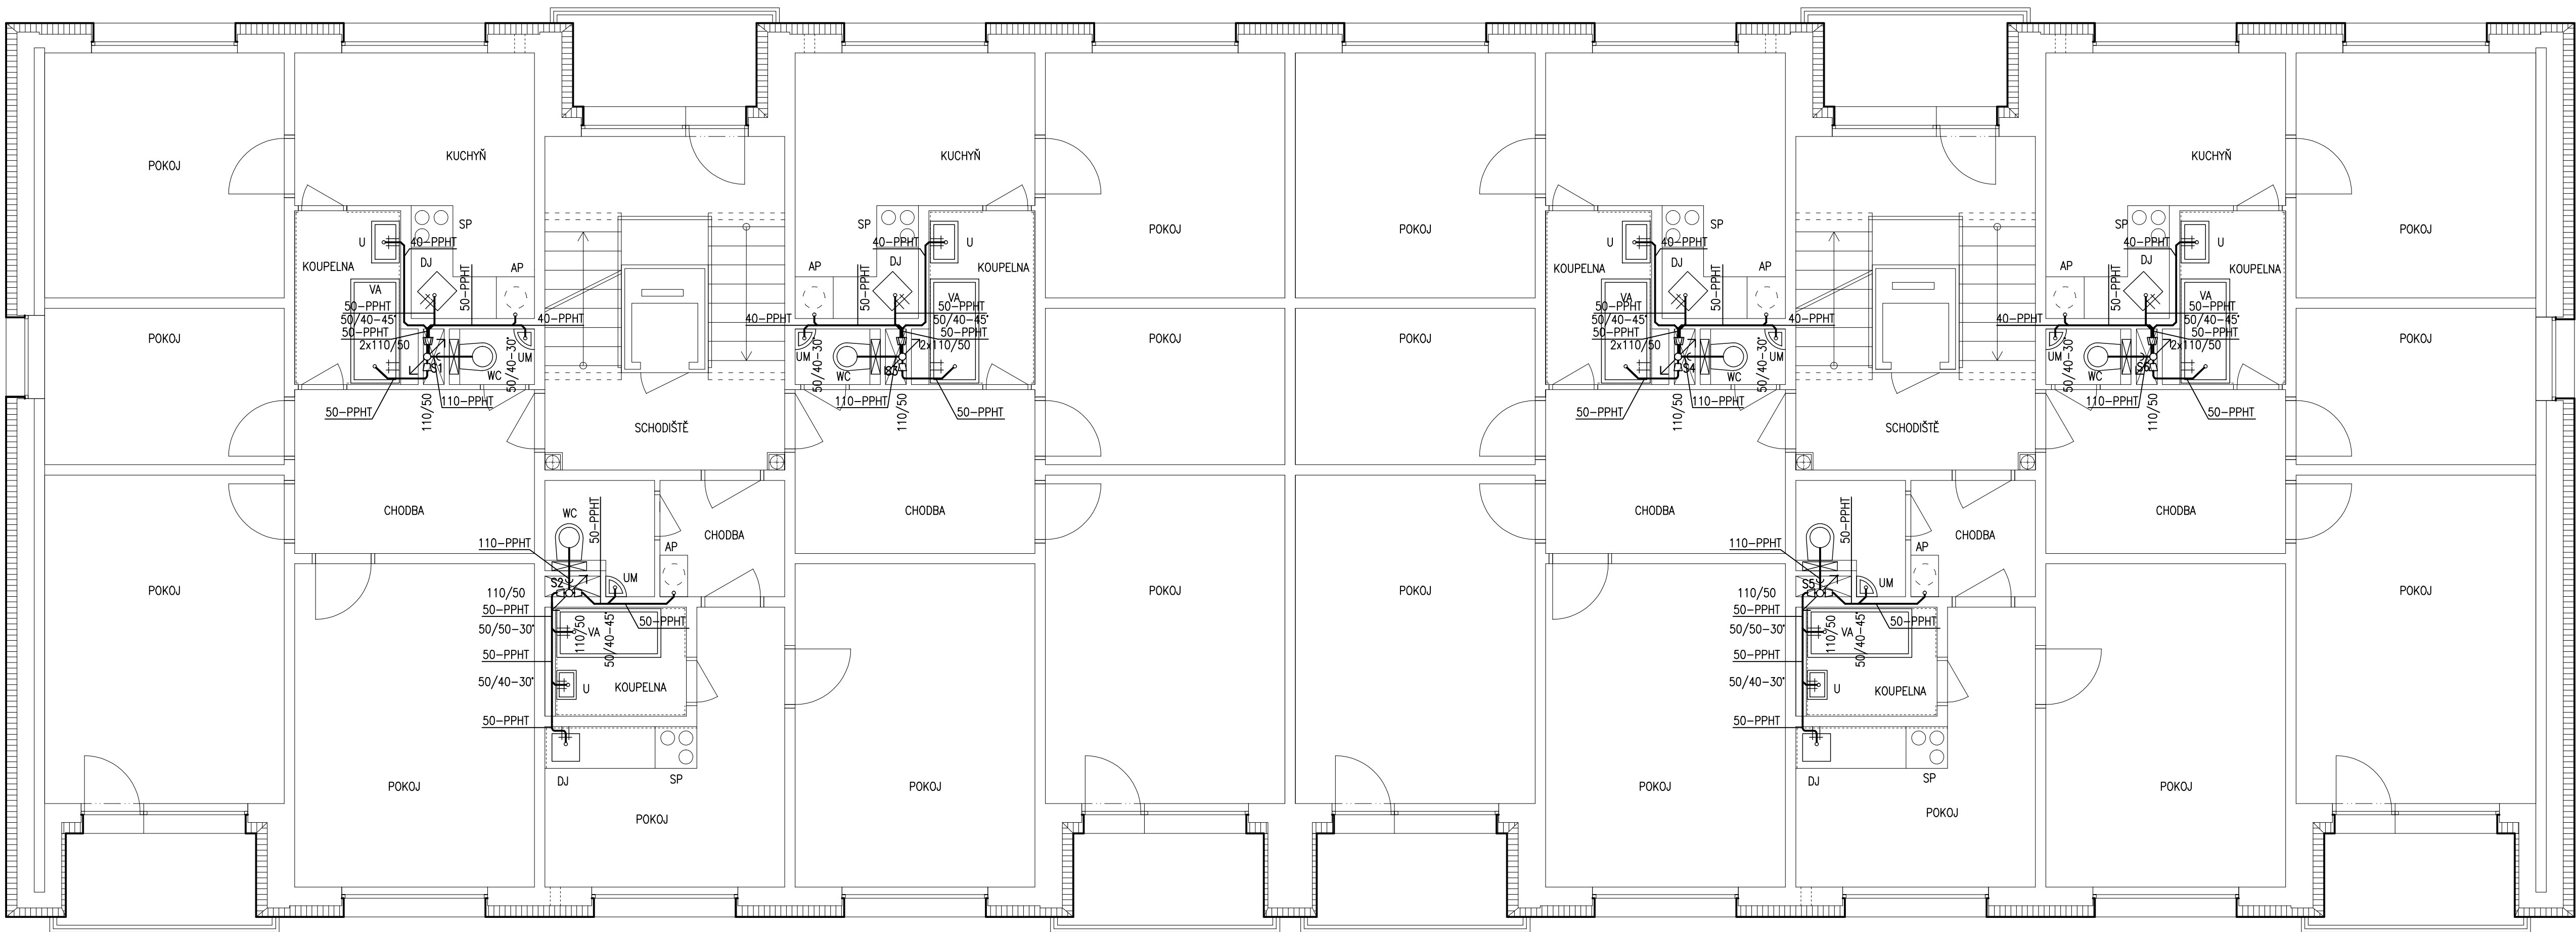 POKOJ
KUCHYŇ
U
SP
40-PPHT
KOUPELNA
DJ
AP
50-PPHT
VA
50-PPHT
50/40-45°
50-PPHT
2x110/50
40-PPHT
POKOJ
S1
WC
UM
50/40-30°
50-PPHT
110/50
110-PPHT
CHODBA
POKOJ
POKOJ
SCHODIŠTĚ
KUCHYŇ
SP
U
40-PPHT
AP
DJ
50-PPHT
KOUPELNA
VA
50-PPHT
50/40-45°
50-PPHT
2x110/50
40-PPHT
UM
50/40-30°
WC
S3
110-PPHT
110/50
50-PPHT
CHODBA
POKOJ
POKOJ
POKOJ
POKOJ
WC
50-PPHT
CHODBA
110-PPHT
AP
S2
UM
110/50
50-PPHT
50/50-30°
VA
110/50
50/40-45°
50-PPHT
50-PPHT
50/40-30°
U
KOUPELNA
50-PPHT
DJ
SP
POKOJ
POKOJ
POKOJ
POKOJ
U
SP
40-PPHT
KOUPELNA
DJ
AP
50-PPHT
VA
50-PPHT
50/40-45°
50-PPHT
2x110/50
40-PPHT
S4
WC
UM
50/40-30°
50-PPHT
110/50
110-PPHT
CHODBA
POKOJ
SCHODIŠTĚ
KUCHYŇ
SP
U
40-PPHT
AP
DJ
50-PPHT
KOUPELNA
VA
50-PPHT
50/40-45°
50-PPHT
2x110/50
40-PPHT
UM
50/40-30°
WC
S6
110-PPHT
110/50
50-PPHT
CHODBA
POKOJ
POKOJ
POKOJ
POKOJ
WC
50-PPHT
CHODBA
110-PPHT
AP
S5
UM
110/50
50-PPHT
50/50-30°
VA
110/50
50/40-45°
50-PPHT
50-PPHT
50/40-30°
U
KOUPELNA
50-PPHT
DJ
SP
POKOJ